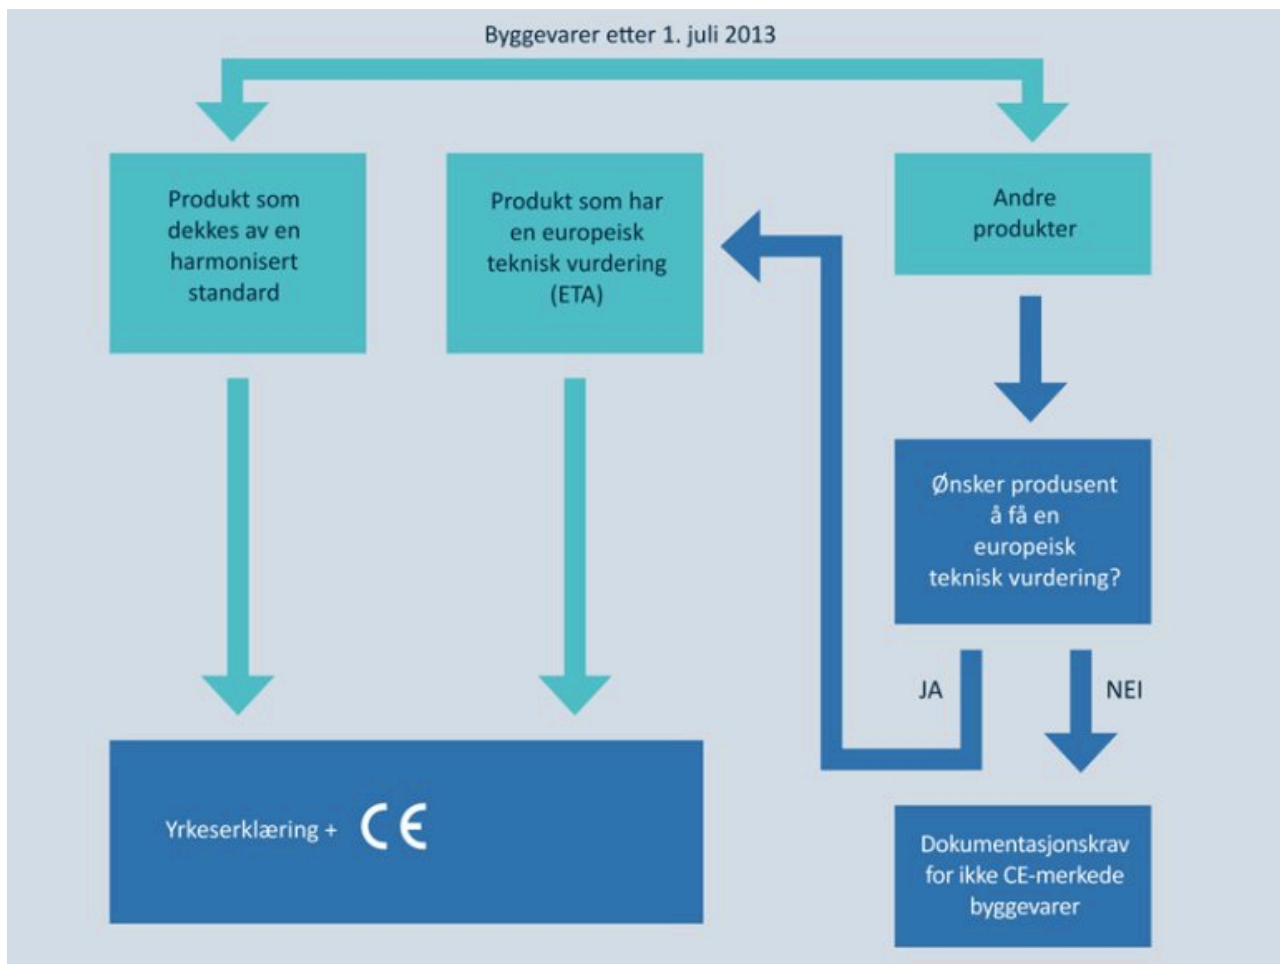 Byggevarer etter 1. juli 2013
Produkt som
dekkes av en
harmonisert
standard
Produkt som har
en europeisk
teknisk vurdering
(ETA)
Andre
produkter
Ønsker produsent
å få en
europeisk
teknisk vurdering?
JA
NEI
Yrkeserklæring + CE
Dokumentasjonskrav
for ikke CE-merkede
byggevarer